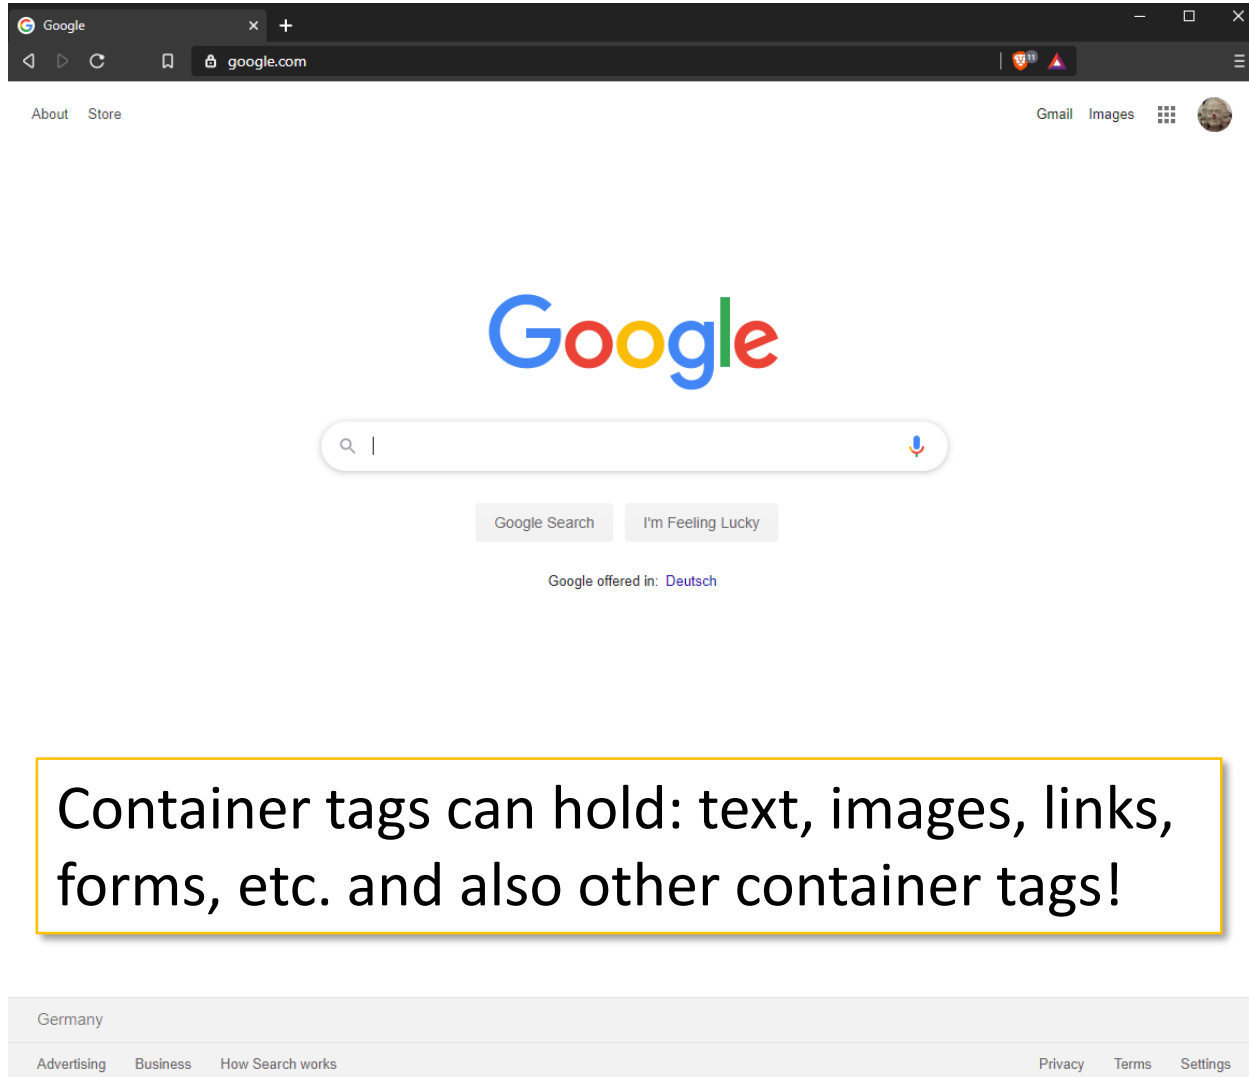 Google
google.com
11
About Store
Gmail Images
Google
Google Search I'm Feeling Lucky
Google offered in: Deutsch
Container tags can hold: text, images, links,
forms, etc. and also other container tags!
Germany
Advertising Business How Search works
Privacy Terms Settings